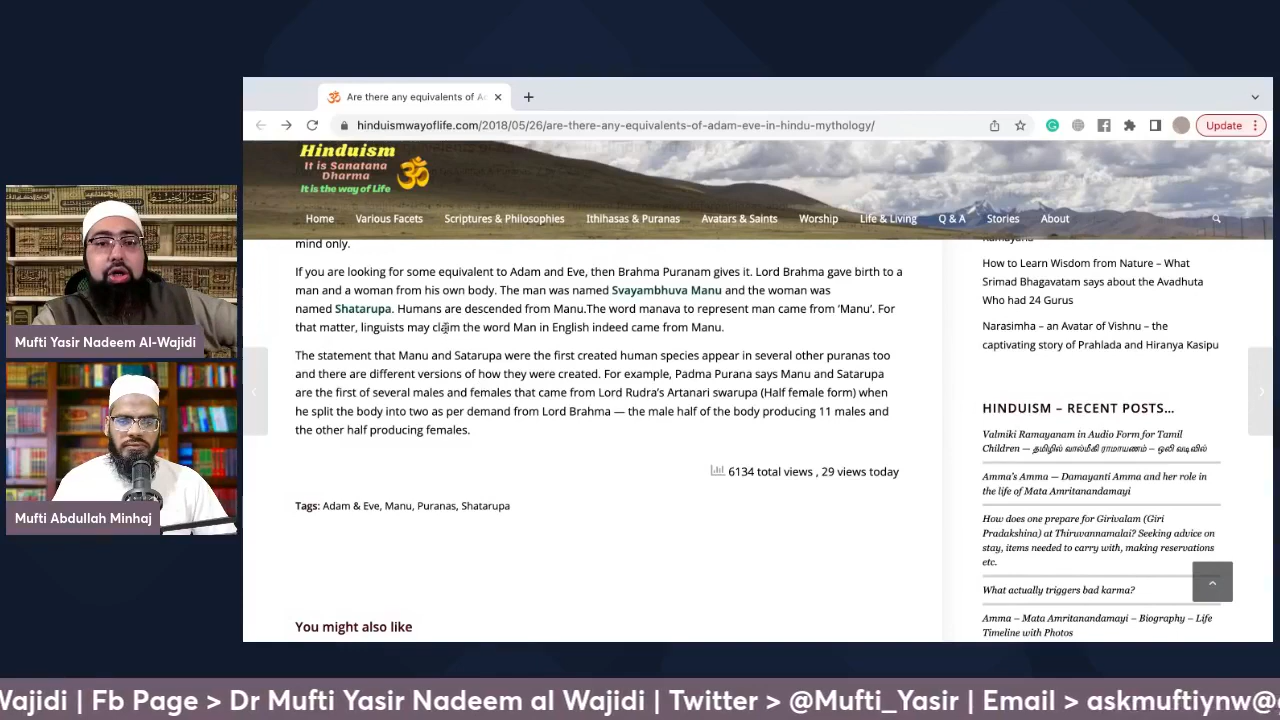 Are there any equivalents of A
hinduismwayoflife.com/2018/05/26/are-there-any-equivalents-of-adam-eve-in-hindu-mythology/
Update
Hinduism
It is Sanatana
Dharma
It is the way of Life
Home Various Facets Scriptures & Philosophies Ithihasas & Puranas Avatars & Saints Worship Life & Living Q & A Stories About
mind only.
If you are looking for some equivalent to Adam and Eve, then Brahma Puranam gives it. Lord Brahma gave birth to a
man and a woman from his own body. The man was named Svayambhuva Manu and the woman was
named Shatarupa. Humans are descended from Manu.The word manava to represent man came from ‘Manu’. For
that matter, linguists may claim the word Man in English indeed came from Manu.
The statement that Manu and Satarupa were the first created human species appear in several other puranas too
and there are different versions of how they were created. For example, Padma Purana says Manu and Satarupa
are the first of several males and females that came from Lord Rudra’s Artanari swarupa (Half female form) when
he split the body into two as per demand from Lord Brahma — the male half of the body producing 11 males and
the other half producing females.
6134 total views , 29 views today
Tags: Adam & Eve, Manu, Puranas, Shatarupa
You might also like
Ramayana
How to Learn Wisdom from Nature – What
Srimad Bhagavatam says about the Avadhuta
Who had 24 Gurus
Narasimha – an Avatar of Vishnu – the
captivating story of Prahlada and Hiranya Kasipu
HINDUISM – RECENT POSTS…
Valmiki Ramayanam in Audio Form for Tamil
Children — தமிழில் வால்மீகி ராமாயணம் – ஒலி வடிவில்
Amma’s Amma — Damayanti Amma and her role in
the life of Mata Amritanandamayi
How does one prepare for Girivalam (Giri
Pradakshina) at Thiruvannamalai? Seeking advice on
stay, items needed to carry with, making reservations
etc.
What actually triggers bad karma?
Amma – Mata Amritanandamayi – Biography – Life
Timeline with Photos
Mufti Yasir Nadeem Al-Wajidi
Mufti Abdullah Minhaj
Wajidi | Fb Page > Dr Mufti Yasir Nadeem al Wajidi | Twitter > @Mufti_Yasir | Email > askmuftiynw@